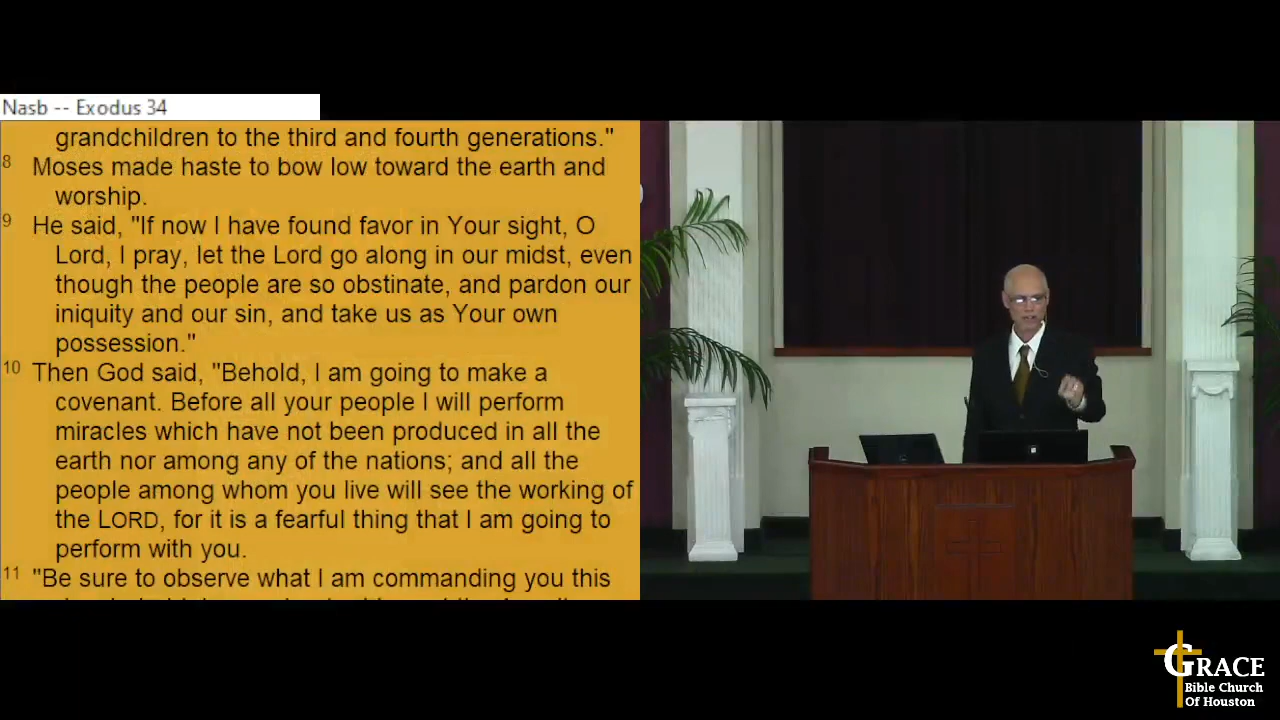 Nasb -- Exodus 34
grandchildren to the third and fourth generations."
8 Moses made haste to bow low toward the earth and
worship.
9 He said, "If now I have found favor in Your sight, O
Lord, I pray, let the Lord go along in our midst, even
though the people are so obstinate, and pardon our
iniquity and our sin, and take us as Your own
possession."
10 Then God said, "Behold, I am going to make a
covenant. Before all your people I will perform
miracles which have not been produced in all the
earth nor among any of the nations; and all the
people among whom you live will see the working of
the LORD, for it is a fearful thing that I am going to
perform with you.
11 "Be sure to observe what I am commanding you this
GRACE
Bible Church
Of Houston